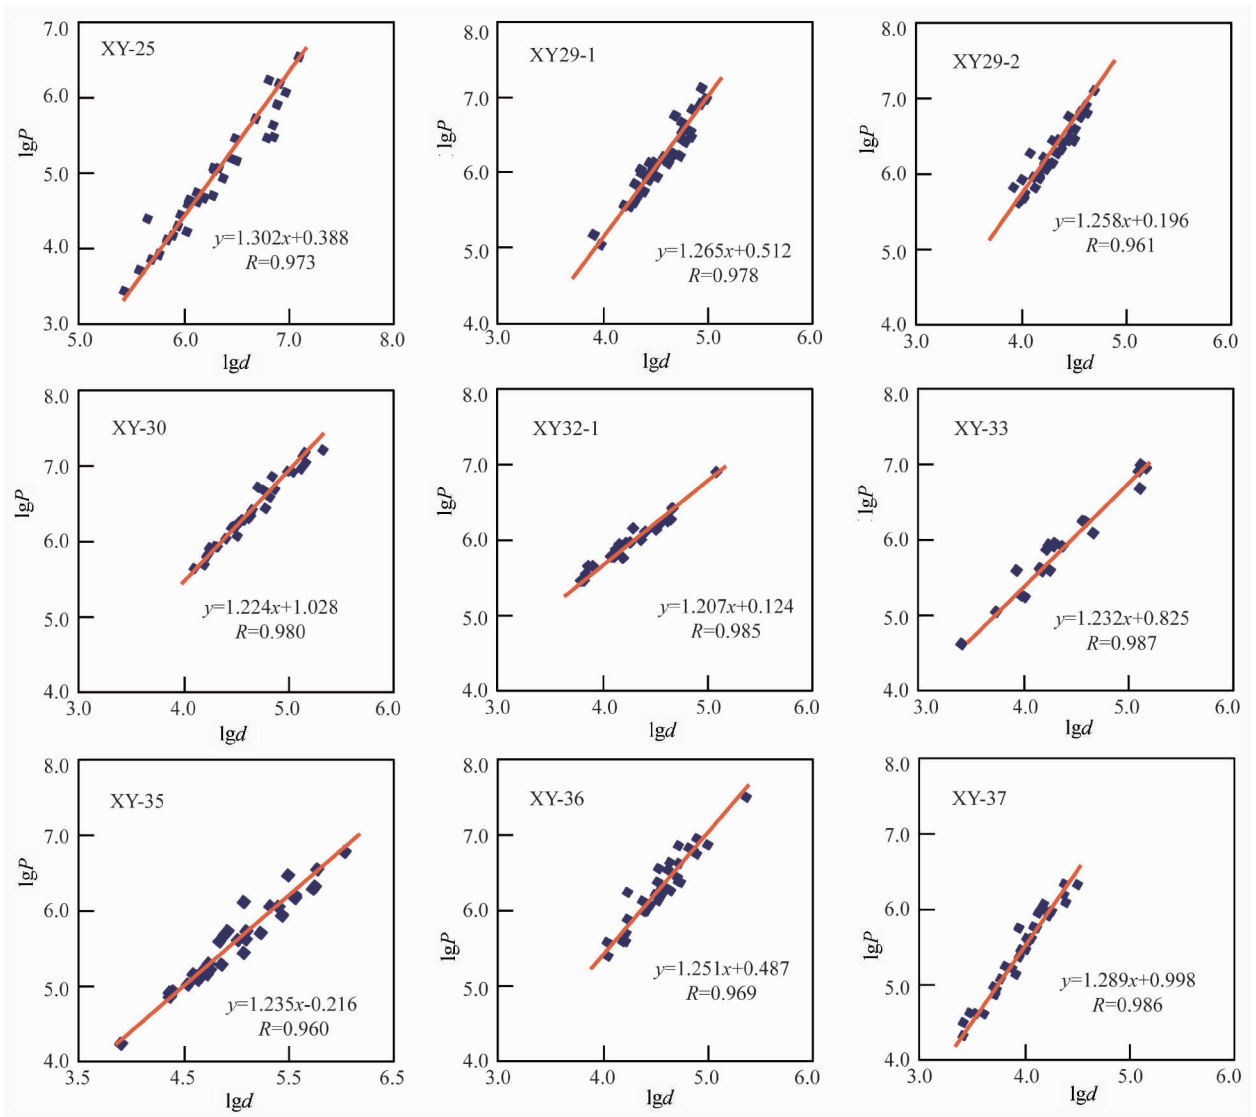 7.0
6.0
5.0
4.0
3.0
lgP
XY-25
y=1.302x+0.388
R=0.973
5.0 6.0 7.0 8.0
lgd
8.0
7.0
6.0
5.0
4.0
lgP
XY29-1
y=1.265x+0.512
R=0.978
3.0 4.0 5.0 6.0
lgd
8.0
7.0
6.0
5.0
4.0
lgP
XY29-2
y=1.258x+0.196
R=0.961
3.0 4.0 5.0 6.0
lgd
8.0
7.0
6.0
5.0
4.0
lgP
XY-30
y=1.224x+1.028
R=0.980
3.0 4.0 5.0 6.0
lgd
8.0
7.0
6.0
5.0
4.0
lgP
XY32-1
y=1.207x+0.124
R=0.985
3.0 4.0 5.0 6.0
lgd
8.0
7.0
6.0
5.0
4.0
lgP
XY-33
y=1.232x+0.825
R=0.987
3.0 4.0 5.0 6.0
lgd
8.0
7.0
6.0
5.0
4.0
lgP
XY-35
y=1.235x-0.216
R=0.960
3.5 4.5 5.5 6.5
lgd
8.0
7.0
6.0
5.0
4.0
lgP
XY-36
y=1.251x+0.487
R=0.969
3.0 4.0 5.0 6.0
lgd
8.0
7.0
6.0
5.0
4.0
lgP
XY-37
y=1.289x+0.998
R=0.986
3.0 4.0 5.0 6.0
lgd